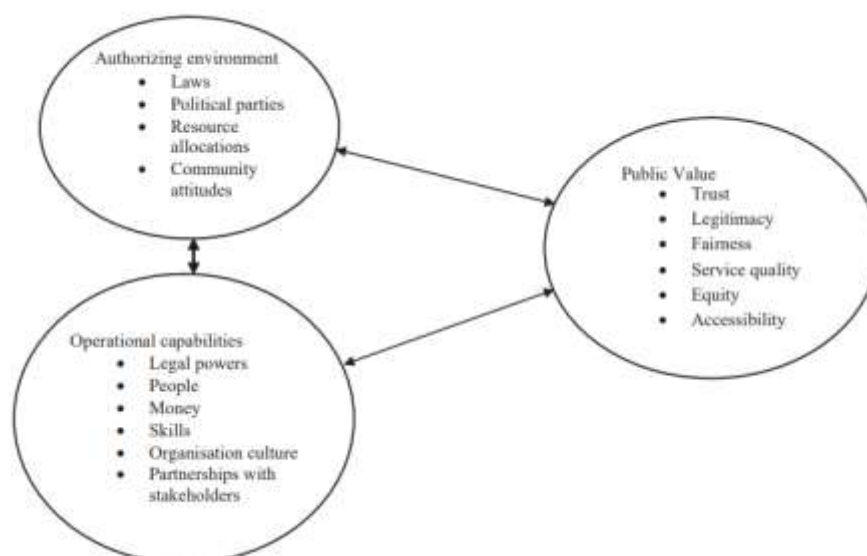 Authorizing environment
• Laws
• Political parties
• Resource
allocations
• Community
attitudes
Public Value
• Trust
• Legitimacy
• Fairness
• Service quality
• Equity
• Accessibility
Operational capabilities
• Legal powers
• People
• Money
• Skills
• Organisation culture
• Partnerships with
stakeholders